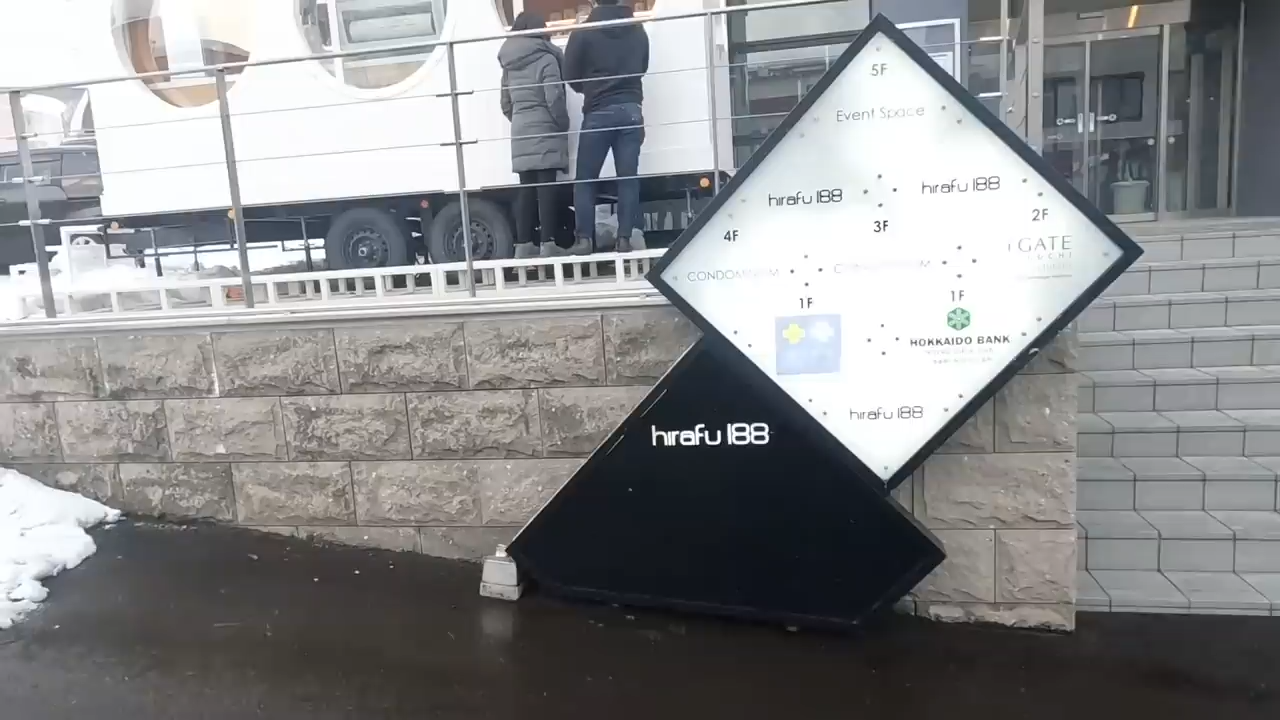 5F
Event Space
hirafu 188
hirafu 188
4F
3F
2F
GATE
CONDOMINIUM
1F
1F
HOKKAIDO BANK
hirafu 188
hirafu 188